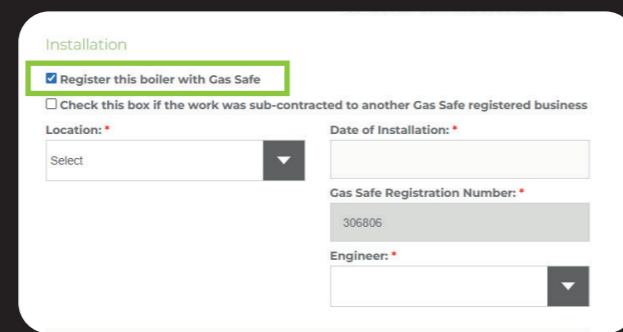 Installation
Register this boiler with Gas Safe
Check this box if the work was sub-contracted to another Gas Safe registered business
Location: *
Select
Date of Installation: *
Gas Safe Registration Number: *
306806
Engineer: *